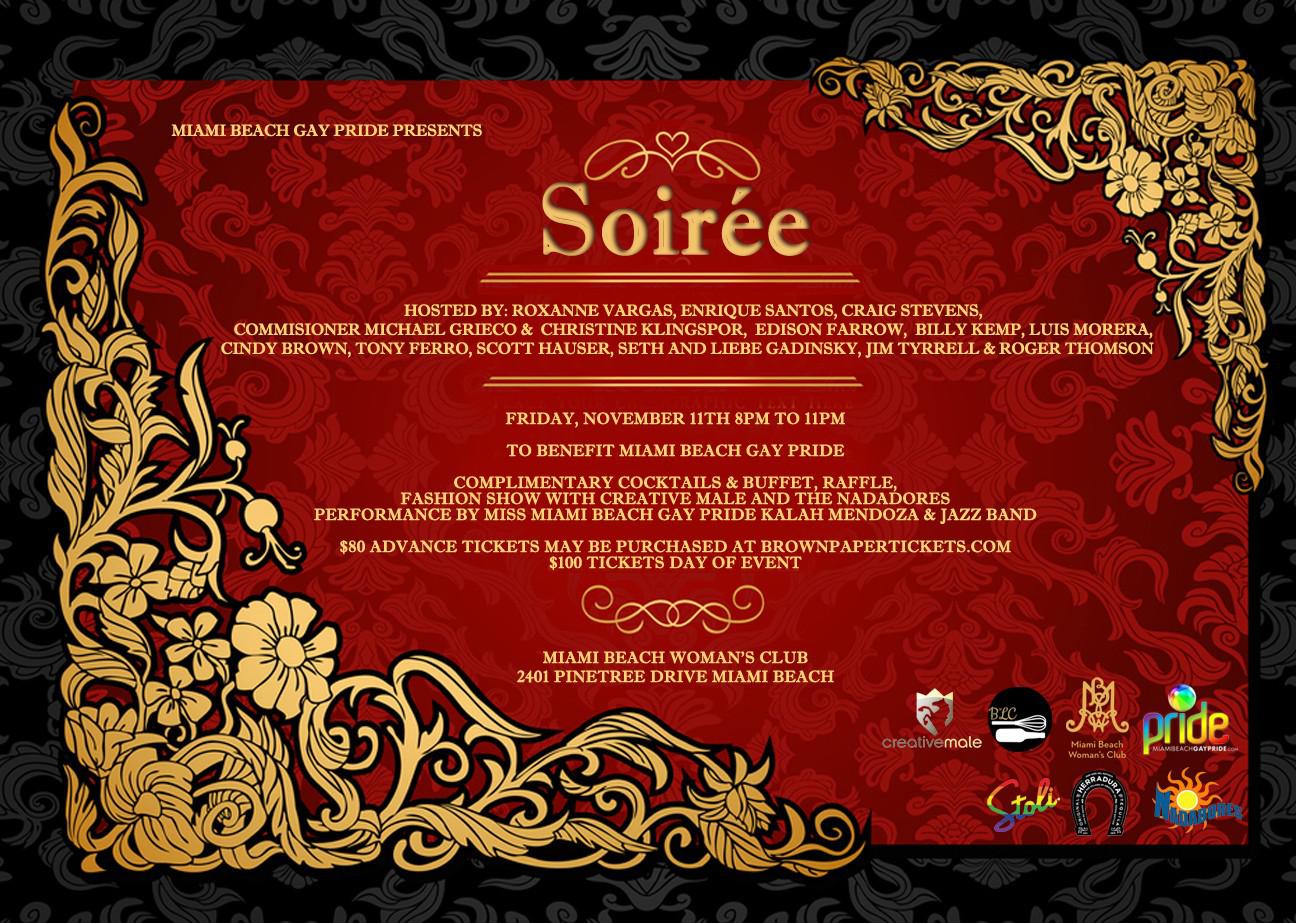 MIAMI BEACH GAY PRIDE PRESENTS
Soirée
HOSTED BY: ROXANNE VARGAS, ENRIQUE SANTOS, CRAIG STEVENS,
COMMISIONER MICHAEL GRIECO & CHRISTINE KLINGSPOR, EDISON FARROW, BILLY KEMP, LUIS MORERA,
CINDY BROWN, TONY FERRO, SCOTT HAUSER, SETH AND LIEBE GADINSKY, JIM TYRRELL & ROGER THOMSON
FRIDAY, NOVEMBER 11TH 8PM TO 11PM
TO BENEFIT MIAMI BEACH GAY PRIDE
COMPLIMENTARY COCKTAILS & BUFFET, RAFFLE,
FASHION SHOW WITH CREATIVE MALE AND THE NADADORES
PERFORMANCE BY MISS MIAMI BEACH GAY PRIDE KALAH MENDOZA & JAZZ BAND
$80 ADVANCE TICKETS MAY BE PURCHASED AT BROWNPAPERTICKETS.COM
$100 TICKETS DAY OF EVENT
MIAMI BEACH WOMAN'S CLUB
2401 PINETREE DRIVE MIAMI BEACH
creativemale
BLC
Miami Beach
Woman's Club
pride
MIAMIBEACHGAYPRIDE.COM
Stoli
HERRADURA
NADADORES